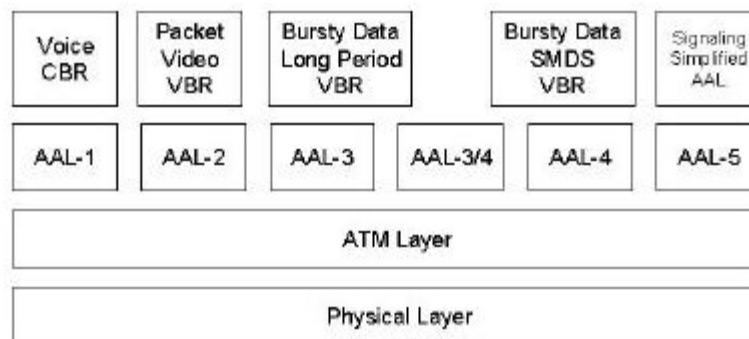 Voice
CBR
Packet
Video
VBR
Bursty Data
Long Period
VBR
Bursty Data
SMDS
VBR
Signaling
Simplified
AAL
AAL-1
AAL-2
AAL-3
AAL-3/4
AAL-4
AAL-5
ATM Layer
Physical Layer